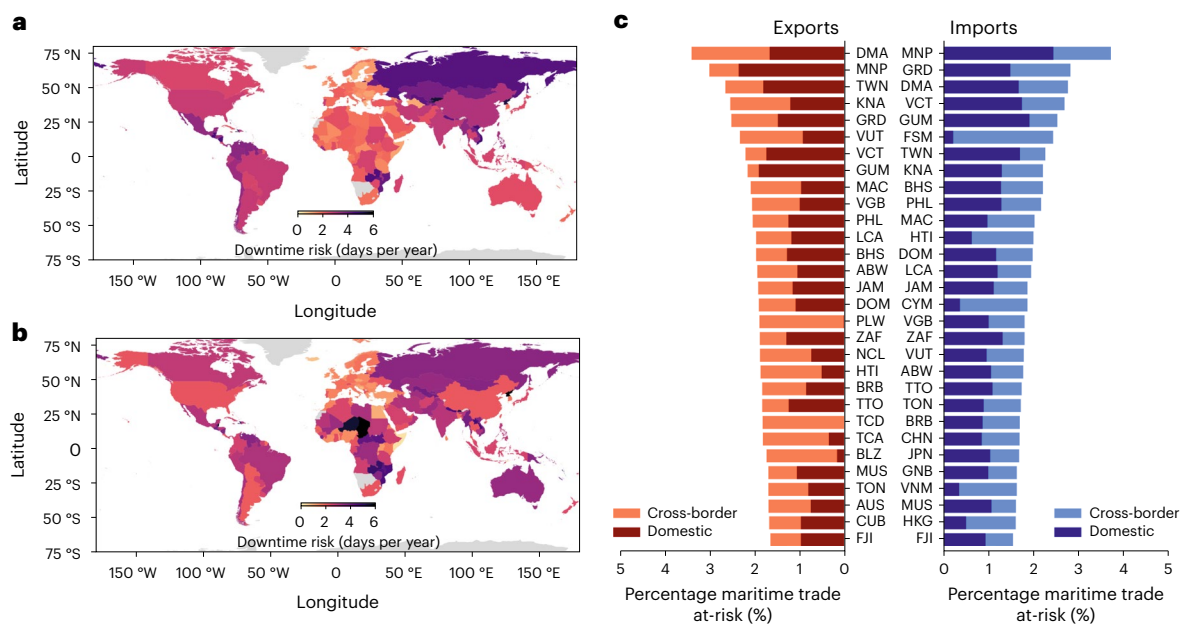 a
75 °N
50 °N
25 °N
0
25 °S
50 °S
75 °S
Latitude
0 2 4 6
Downtime risk (days per year)
150 °W 100 °W 50 °W 0 50 °E 100 °E 150 °E
Longitude
b
75 °N
50 °N
25 °N
0
25 °S
50 °S
75 °S
Latitude
0 2 4 6
Downtime risk (days per year)
150 °W 100 °W 50 °W 0 50 °E 100 °E 150 °E
Longitude
c
Exports Imports
DMA MNP
MNP GRD
TWN DMA
KNA VCT
GRD GUM
VUT FSM
VCT TWN
GUM KNA
MAC BHS
VGB PHL
PHL MAC
LCA HTI
BHS DOM
ABW LCA
JAM JAM
DOM CYM
PLW VGB
ZAF ZAF
NCL VUT
HTI ABW
BRB TTO
TTO TON
TCD BRB
TCA CHN
BLZ JPN
MUS GNB
TON VNM
AUS MUS
CUB HKG
FJI FJI
Cross-border
Domestic
Cross-border
Domestic
5 4 3 2 1 0 0 1 2 3 4 5
Percentage maritime trade
at-risk (%)
Percentage maritime trade
at-risk (%)